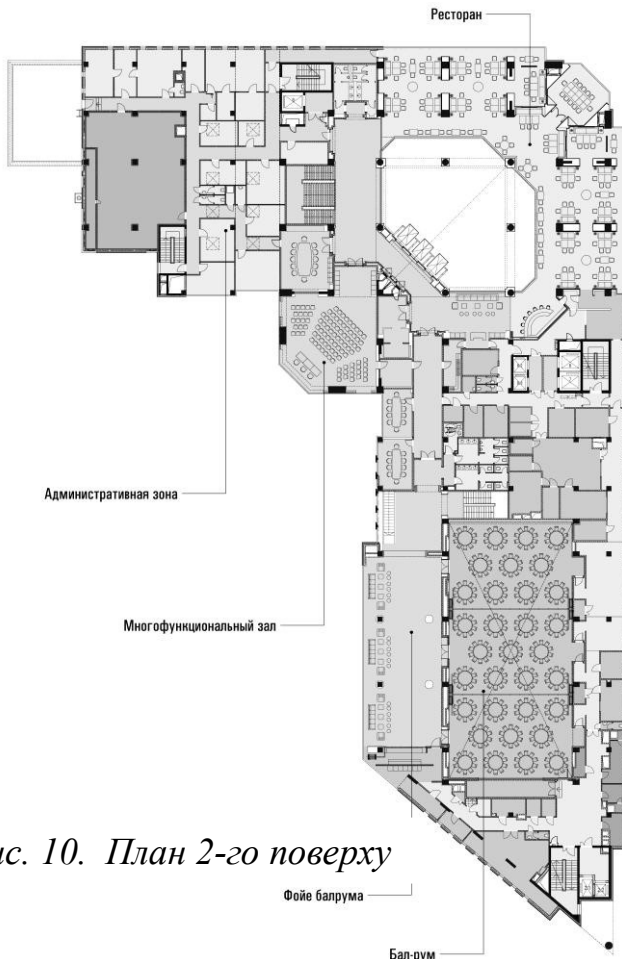 Ресторан
Административная зона
Многофункциональный зал
ис. 10. План 2-го поверху
Фойе балрума
Бал-рум